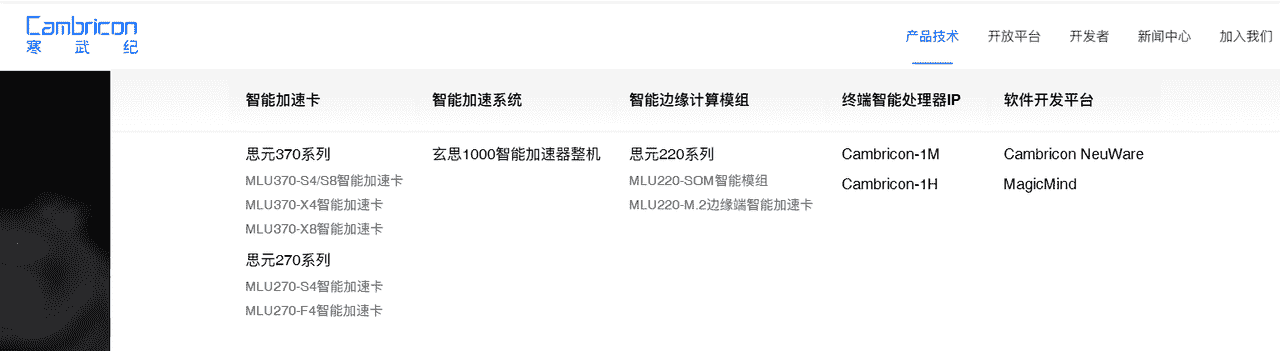 Cambricon
寒武纪
产品技术 开放平台 开发者 新闻中心 加入我们
智能加速卡 智能加速系统 智能边缘计算模组 终端智能处理器IP 软件开发平台
思元370系列 玄思1000智能加速器整机 思元220系列 Cambricon-1M Cambricon NeuWare
MLU370-S4/S8智能加速卡 MLU220-SOM智能模组 Cambricon-1H MagicMind
MLU370-X4智能加速卡 MLU220-M.2边缘端智能加速卡
MLU370-X8智能加速卡
思元270系列
MLU270-S4智能加速卡
MLU270-F4智能加速卡